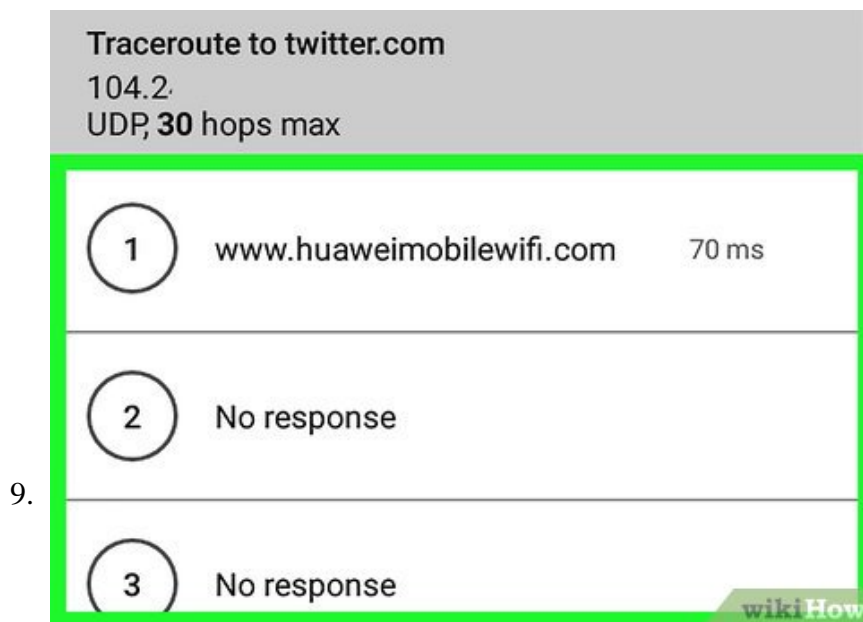 Traceroute to twitter.com
104.2
UDP, 30 hops max
1 www.huaweimobilewifi.com 70 ms
2 No response
9.
3 No response
wikiHow